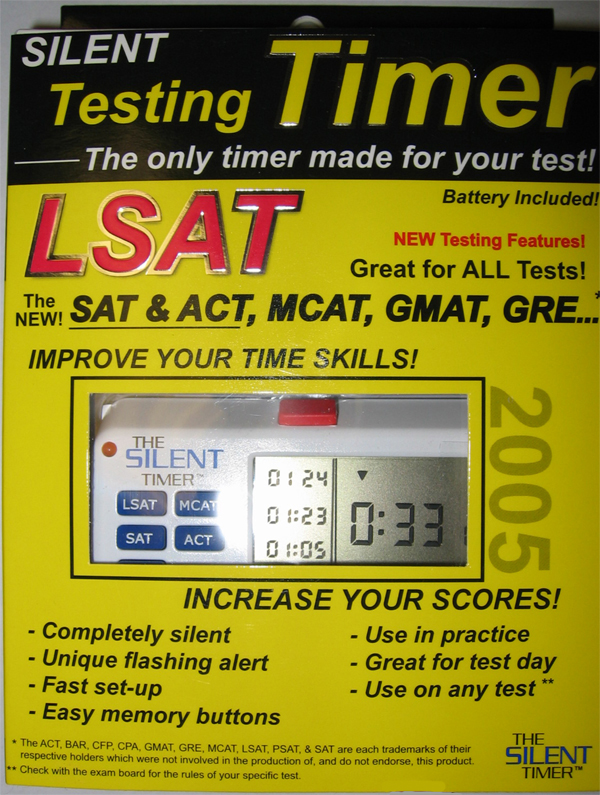 SILENT
Testing Timer
The only timer made for your test!
LSAT
Battery Included!
NEW Testing Features!
Great for ALL Tests!
The NEW! SAT & ACT, MCAT, GMAT, GRE...*
IMPROVE YOUR TIME SKILLS!
THE
SILENT
TIMER™
LSAT MCAT
SAT ACT
01 24
01:23
01:05
0:33
2005
INCREASE YOUR SCORES!
- Completely silent
- Unique flashing alert
- Fast set-up
- Easy memory buttons
- Use in practice
- Great for test day
- Use on any test **
* The ACT, BAR, CFP, CPA, GMAT, GRE, MCAT, LSAT, PSAT, & SAT are each trademarks of their
respective holders which were not involved in the production of, and do not endorse, this product.
** Check with the exam board for the rules of your specific test.
THE
SILENT
TIMER™